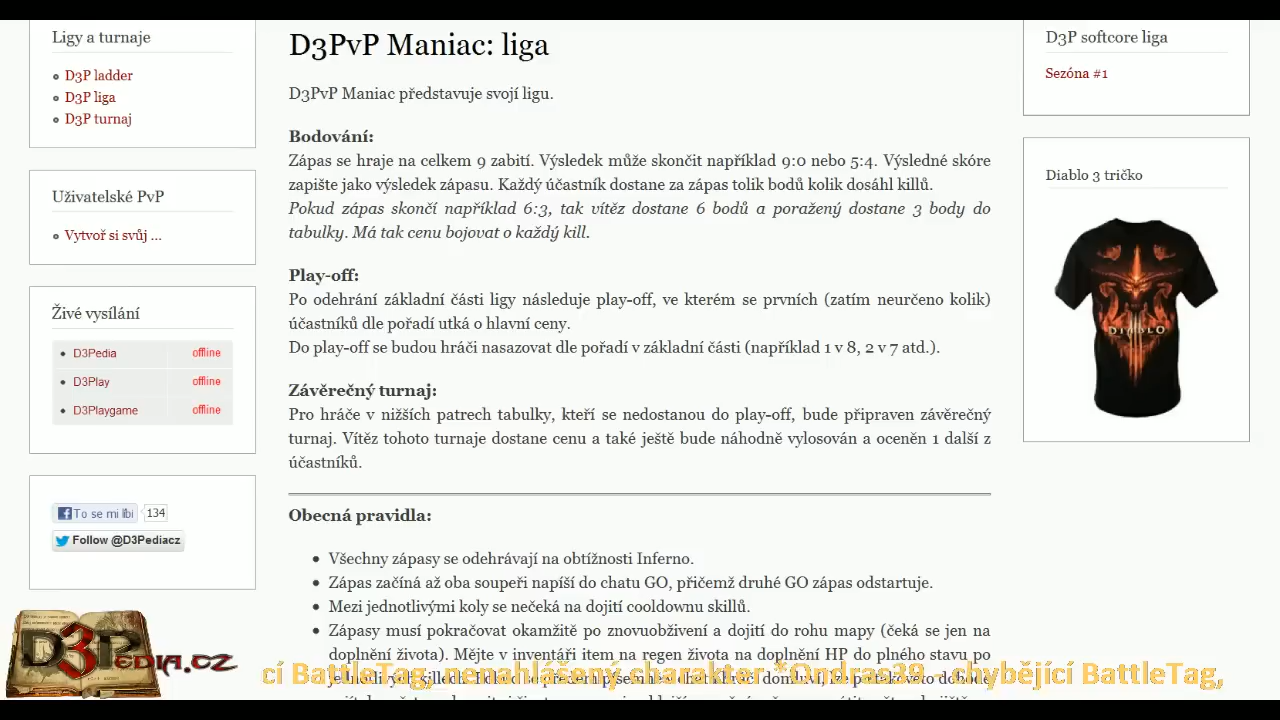 Ligy a turnaje
D3P ladder
D3P liga
D3P turnaj
Uživatelské PvP
Vytvoř si svůj ...
Živé vysílání
D3Pedia offline
D3Play offline
D3Playgame offline
To se mi líbí 134
Follow @D3Pediacz
D3Pedia.cz
D3PvP Maniac: liga
D3PvP Maniac představuje svojí ligu.
Bodování:
Zápas se hraje na celkem 9 zabití. Výsledek může skončit například 9:0 nebo 5:4. Výsledné skóre
zapište jako výsledek zápasu. Každý účastník dostane za zápas tolik bodů kolik dosáhl killů.
Pokud zápas skončí například 6:3, tak vítěz dostane 6 bodů a poražený dostane 3 body do
tabulky. Má tak cenu bojovat o každý kill.
Play-off:
Po odehrání základní části ligy následuje play-off, ve kterém se prvních (zatím neurčeno kolik)
účastníků dle pořadí utká o hlavní ceny.
Do play-off se budou hráči nasazovat dle pořadí v základní části (například 1 v 8, 2 v 7 atd.).
Závěrečný turnaj:
Pro hráče v nižších patrech tabulky, kteří se nedostanou do play-off, bude připraven závěrečný
turnaj. Vítěz tohoto turnaje dostane cenu a také ještě bude náhodně vylosován a oceněn 1 další z
účastníků.
Obecná pravidla:
Všechny zápasy se odehrávají na obtížnosti Inferno.
Zápas začíná až oba soupeři napíší do chatu GO, přičemž druhé GO zápas odstartuje.
Mezi jednotlivými koly se nečeká na dojití cooldownu skillů.
Zápasy musí pokračovat okamžitě po znovuobživení a dojití do rohu mapy (čeká se jen na
doplnění života). Mějte v inventáři item na regen života na doplnění HP do plného stavu po
cí BattleTag, nenahlášený charakter * Ondrac39 - chybějící BattleTag,
D3P softcore liga
Sezóna #1
Diablo 3 tričko
DIABLO